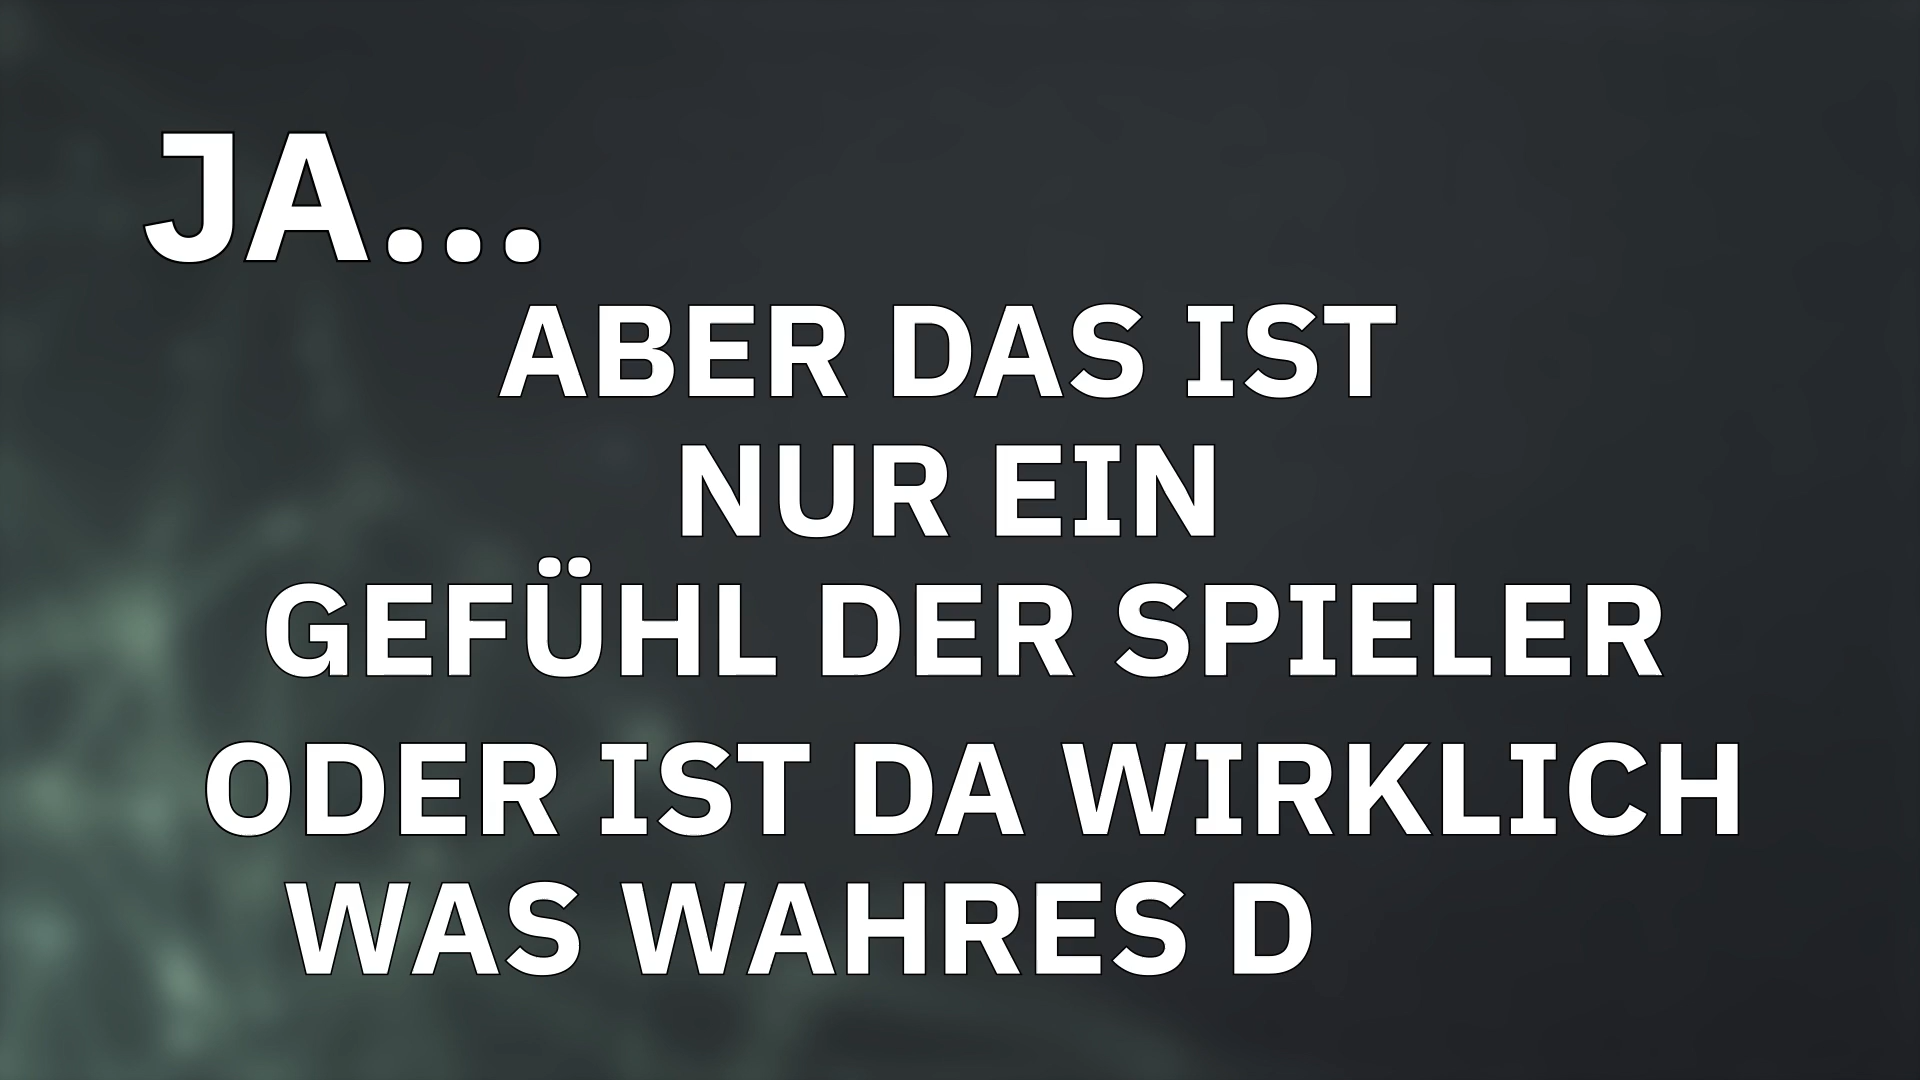 JA...
ABER DAS IST
NUR EIN
GEFÜHL DER SPIELER
ODER IST DA WIRKLICH
WAS WAHRES D